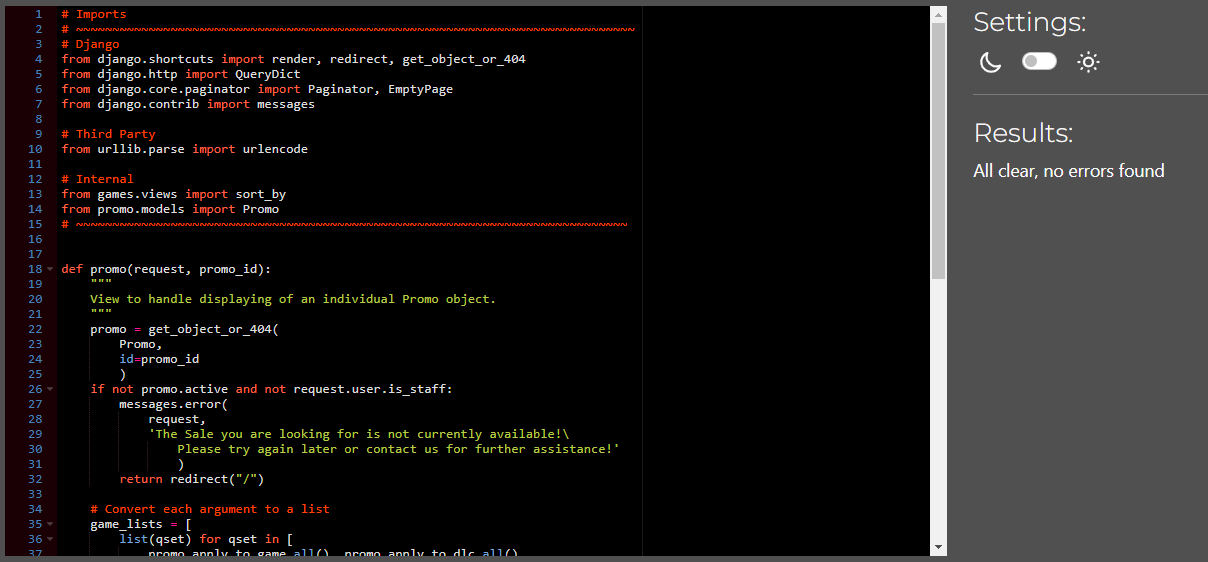 1 # Imports
2 # ~~~~~~~~~~~~~~~~~~~~~~~~~~~~~~~~~~~~~~~~~~~~~~~~~~~~~~~~~~~~~~~~~~~~~~~~~~~~~
3 # Django
4 from django.shortcuts import render, redirect, get_object_or_404
5 from django.http import QueryDict
6 from django.core.paginator import Paginator, EmptyPage
7 from django.contrib import messages
8
9 # Third Party
10 from urllib.parse import urlencode
11
12 # Internal
13 from games.views import sort_by
14 from promo.models import Promo
15 # ~~~~~~~~~~~~~~~~~~~~~~~~~~~~~~~~~~~~~~~~~~~~~~~~~~~~~~~~~~~~~~~~~~~~~~~~~~~~
16
17
18 def promo(request, promo_id):
19     """
20     View to handle displaying of an individual Promo object.
21     """
22     promo = get_object_or_404(
23         Promo,
24         id=promo_id
25         )
26     if not promo.active and not request.user.is_staff:
27         messages.error(
28             request,
29             'The Sale you are looking for is not currently available!\
30                 Please try again later or contact us for further assistance!'
31                 )
32         return redirect("/")
33
34     # Convert each argument to a list
35     game_lists = [
36         list(qset) for qset in [
37             promo.apply_to_game.all(), promo.apply_to_dlc.all()
Settings:
Results:
All clear, no errors found